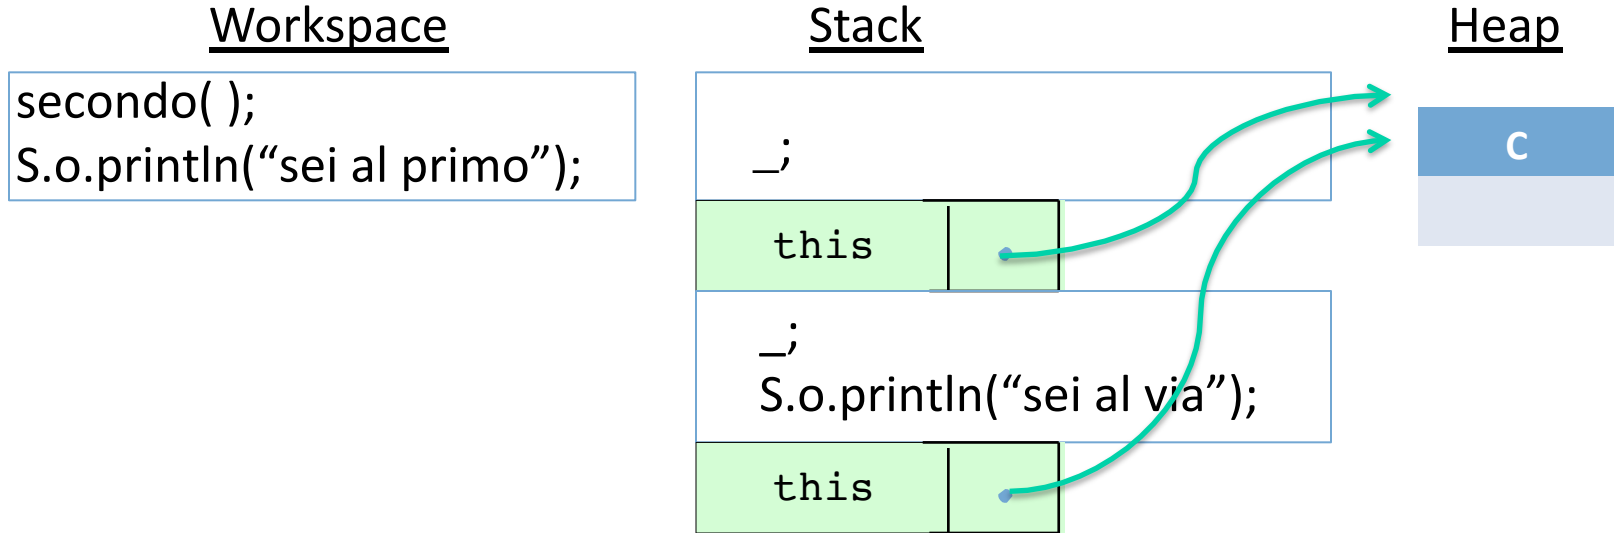 Workspace
Stack
Heap
secondo( );
S.o.println(“sei al primo”);
_;
C
this
_;
S.o.println(“sei al via”);
this